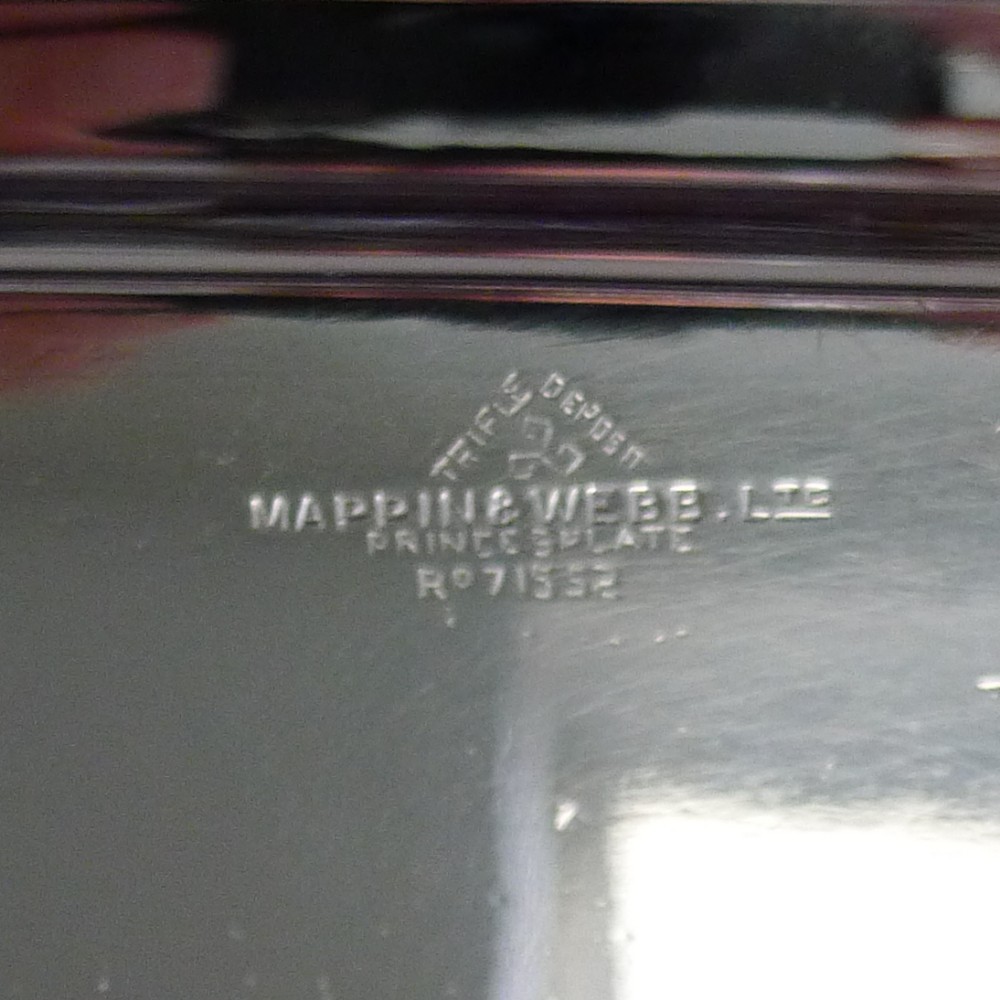 TRIPLE DEPOSIT
MAPPIN & WEBB. LTD
PRINCES PLATE
RD 71552